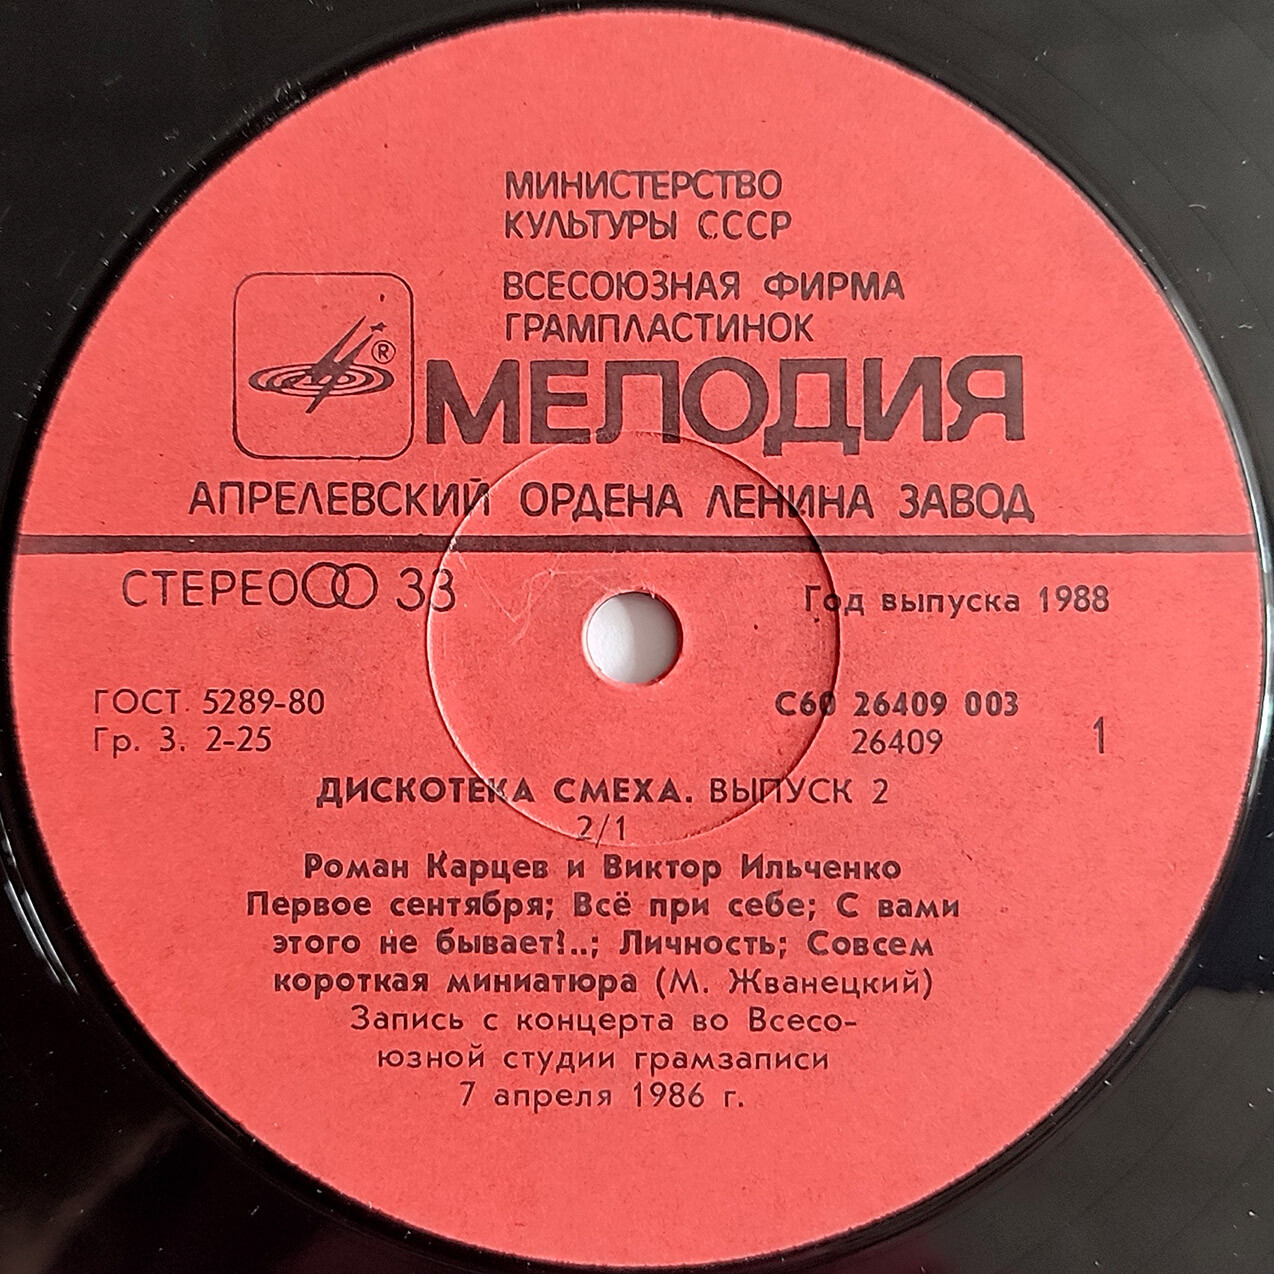 МИНИСТЕРСТВО
КУЛЬТУРЫ СССР
ВСЕСОЮЗНАЯ ФИРМА
ГРАМПЛАСТИНОК
®
МЕЛОДИЯ
АПРЕЛЕВСКИЙ ОРДЕНА ЛЕНИНА ЗАВОД
СТЕРЕО 33
Год выпуска 1988
ГОСТ 5289-80
С60 26409 003
Гр. 3. 2-25
26409
1
ДИСКОТЕКА СМЕХА. ВЫПУСК 2
2/1
Роман Карцев и Виктор Ильченко
Первое сентября; Всё при себе; С вами
этого не бывает!..; Личность; Совсем
короткая миниатюра (М. Жванецкий)
Запись с концерта во Всесо-
юзной студии грамзаписи
7 апреля 1986 г.